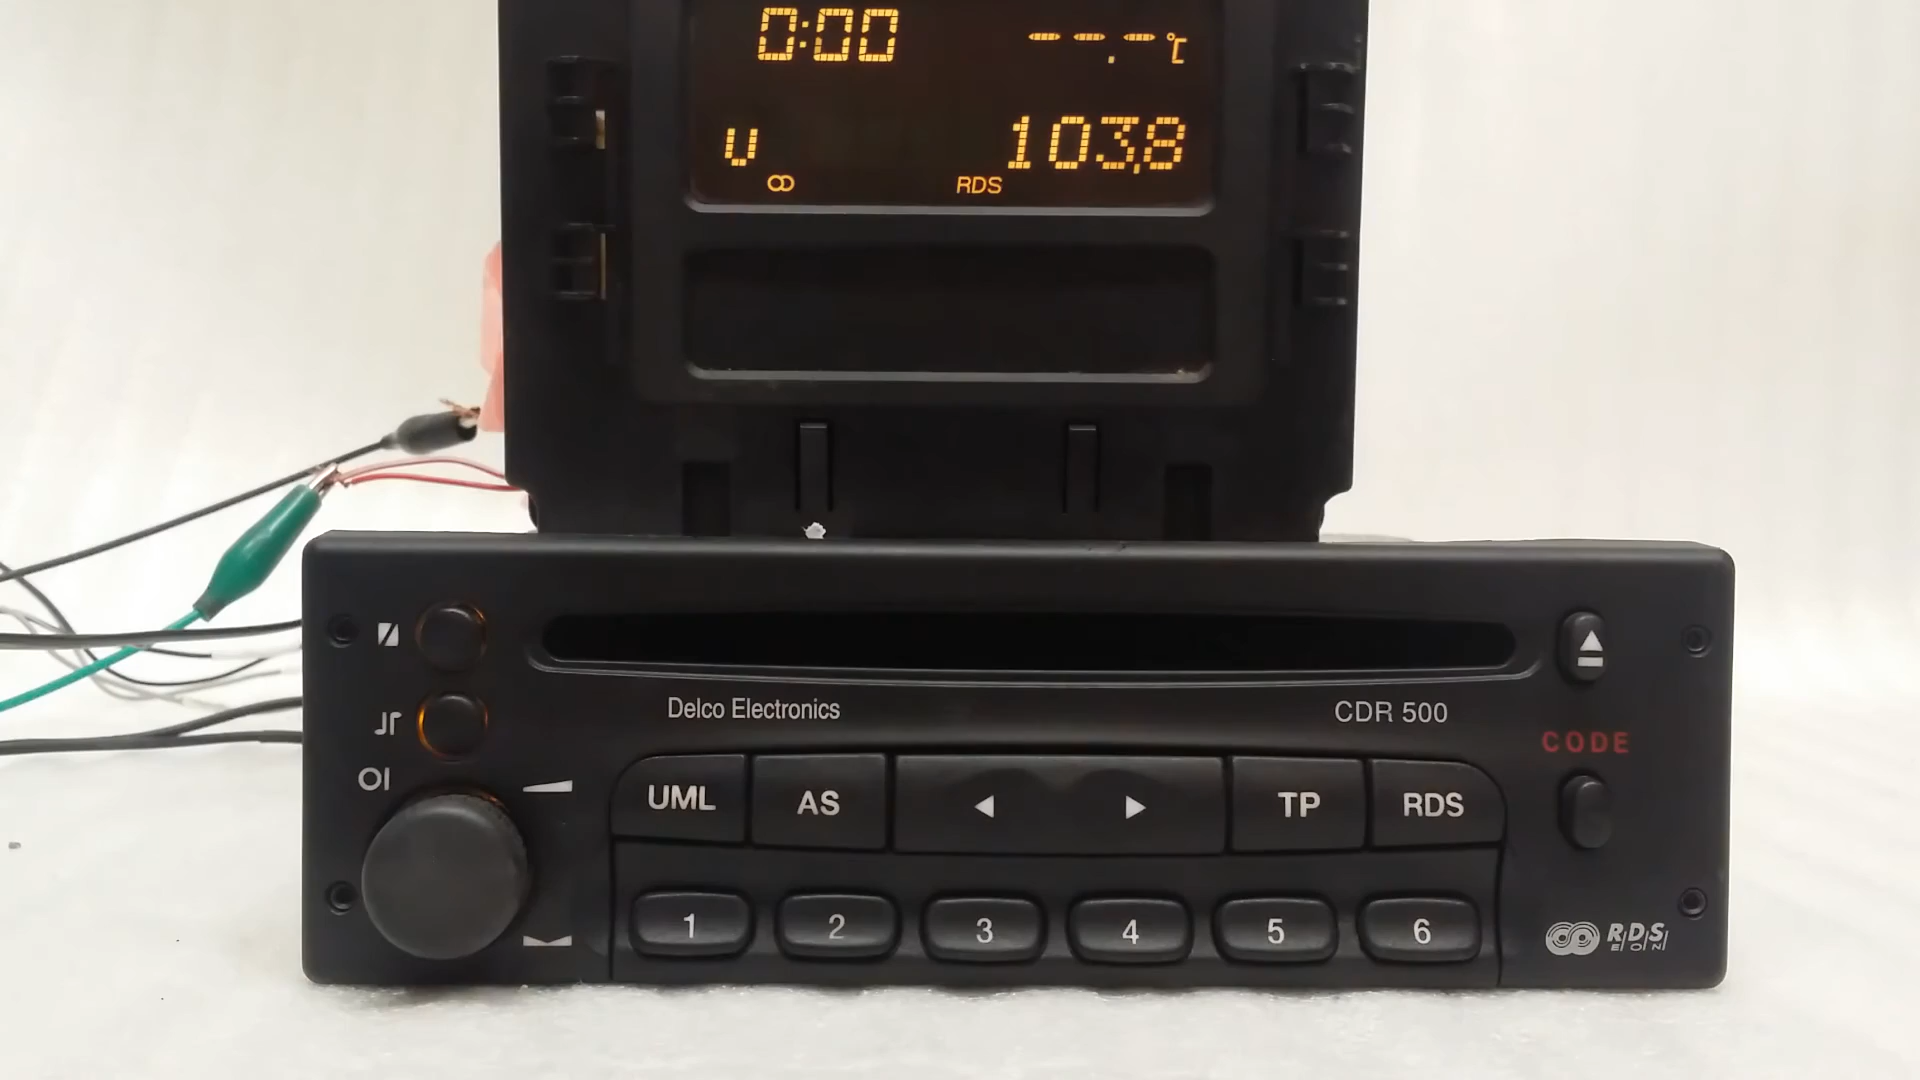 0:00 --.-°C
U 103,8
RDS
Delco Electronics CDR 500
CODE
UML AS TP RDS
1 2 3 4 5 6
RDS
EON